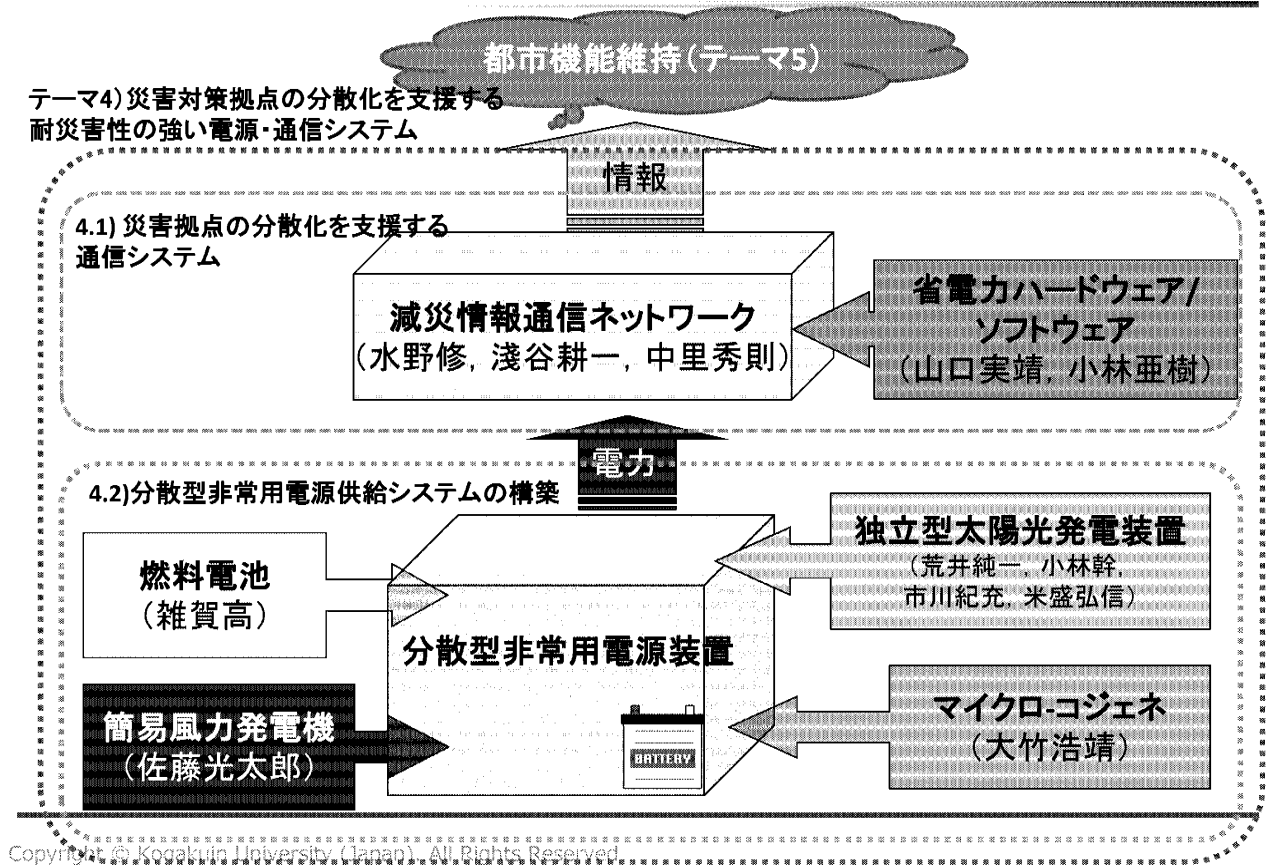 都市機能維持(テーマ5)
テーマ4)災害対策拠点の分散化を支援する
耐災害性の強い電源・通信システム
情報
4.1) 災害拠点の分散化を支援する
通信システム
減災情報通信ネットワーク
(水野修, 淺谷耕一, 中里秀則)
省電力ハードウェア/
ソフトウェア
(山口実靖, 小林亜樹)
電力
4.2)分散型非常用電源供給システムの構築
燃料電池
(雑賀高)
独立型太陽光発電装置
(荒井純一, 小林幹,
市川紀充, 米盛弘信)
分散型非常用電源装置
簡易風力発電機
(佐藤光太郎)
BATTERY
マイクロ-コジェネ
(大竹浩靖)
Copyright © Kogakuin University (Japan). All Rights Reserved